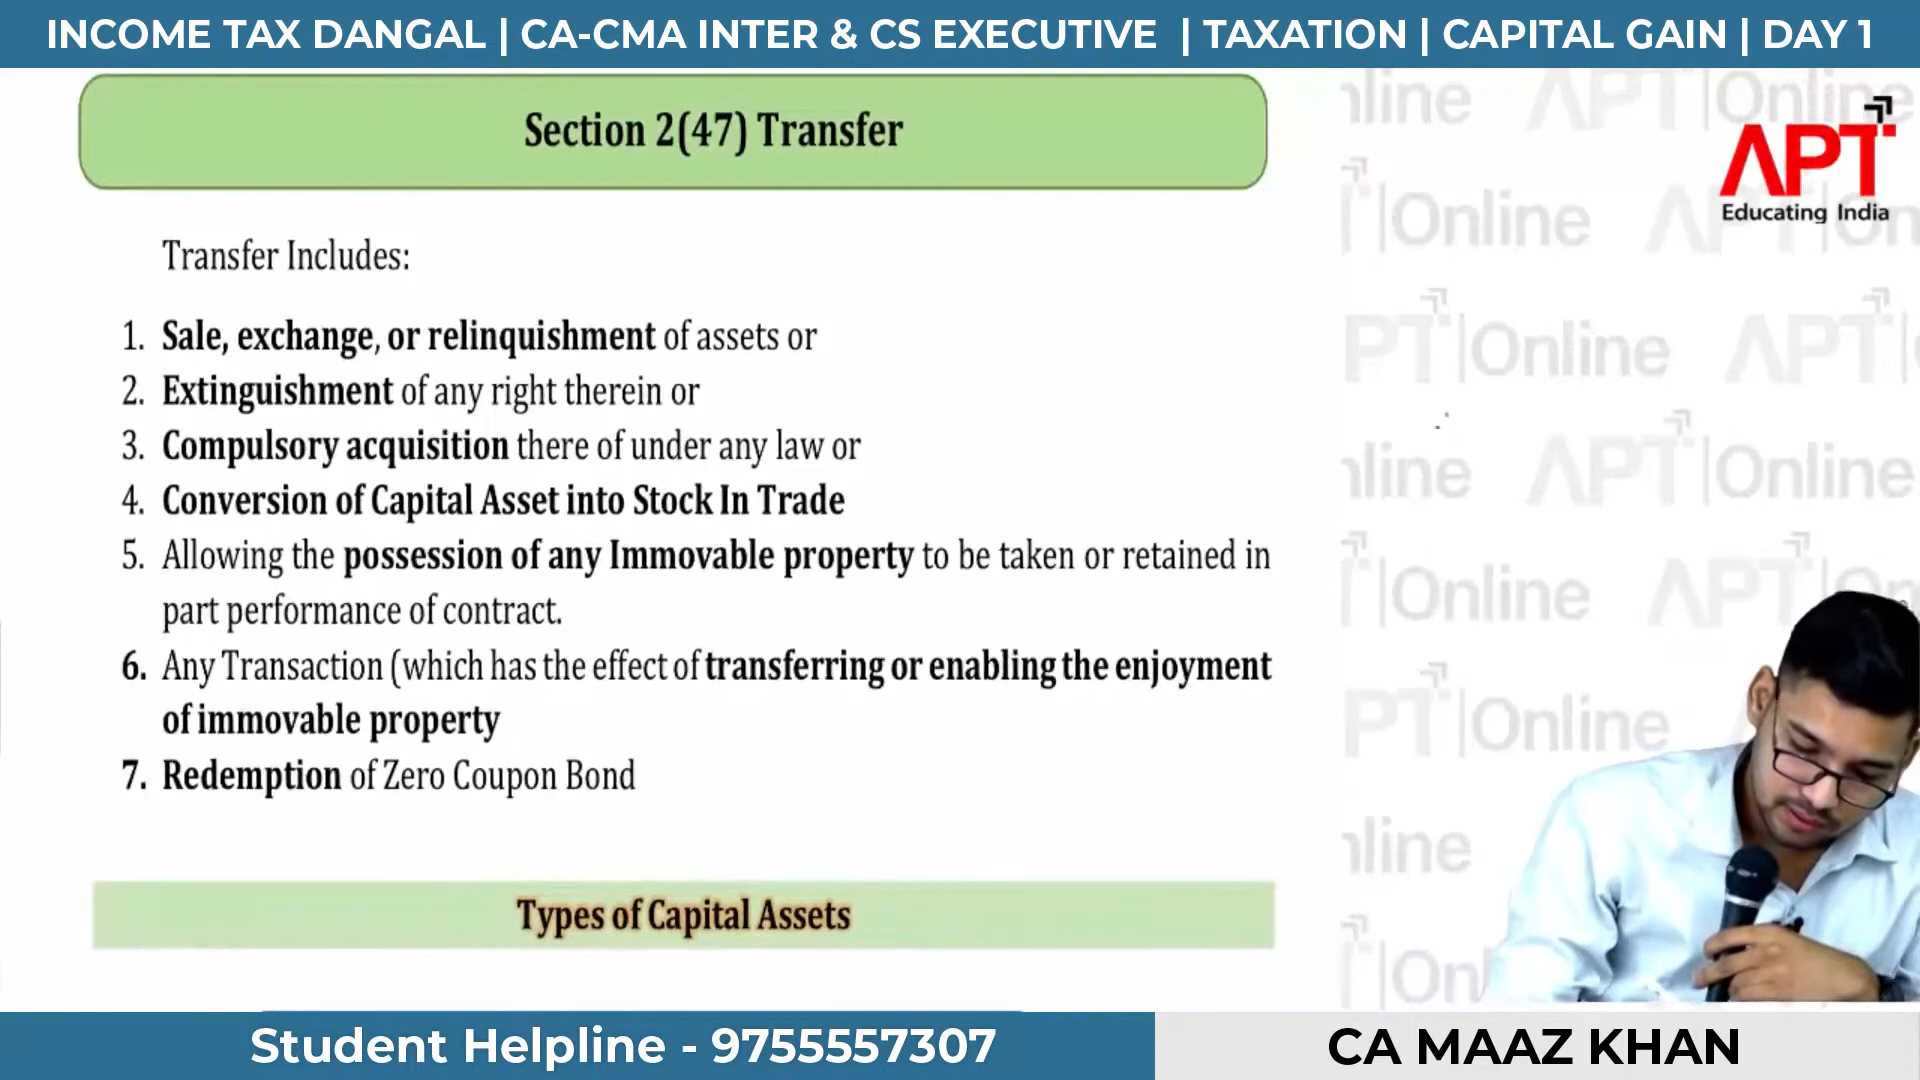 INCOME TAX DANGAL | CA-CMA INTER & CS EXECUTIVE | TAXATION | CAPITAL GAIN | DAY 1
Section 2(47) Transfer
APT
Educating India
Transfer Includes:
1. Sale, exchange, or relinquishment of assets or
2. Extinguishment of any right therein or
3. Compulsory acquisition there of under any law or
4. Conversion of Capital Asset into Stock In Trade
5. Allowing the possession of any Immovable property to be taken or retained in
part performance of contract.
6. Any Transaction (which has the effect of transferring or enabling the enjoyment
of immovable property
7. Redemption of Zero Coupon Bond
Types of Capital Assets
APT|Online
Student Helpline - 9755557307
CA MAAZ KHAN